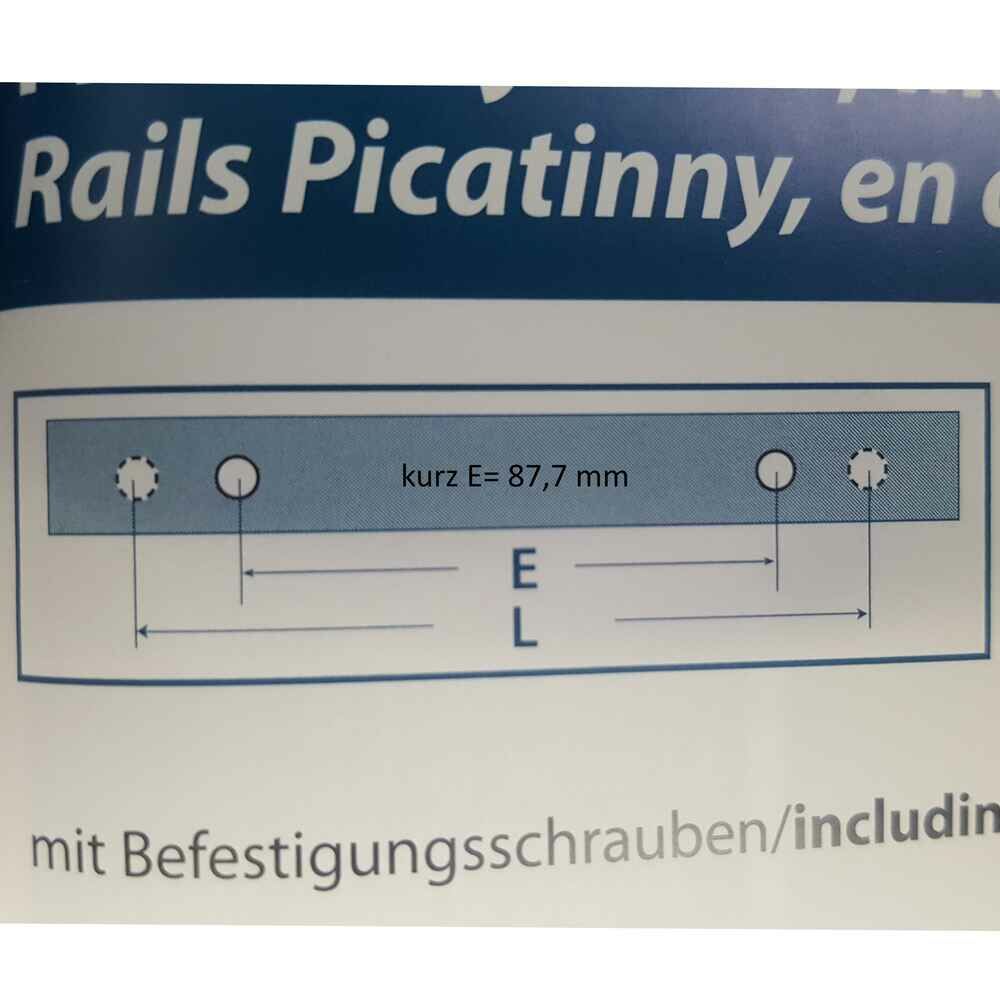 Rails Picatinny, en
kurz E= 87,7 mm
E
L
mit Befestigungsschrauben/includin